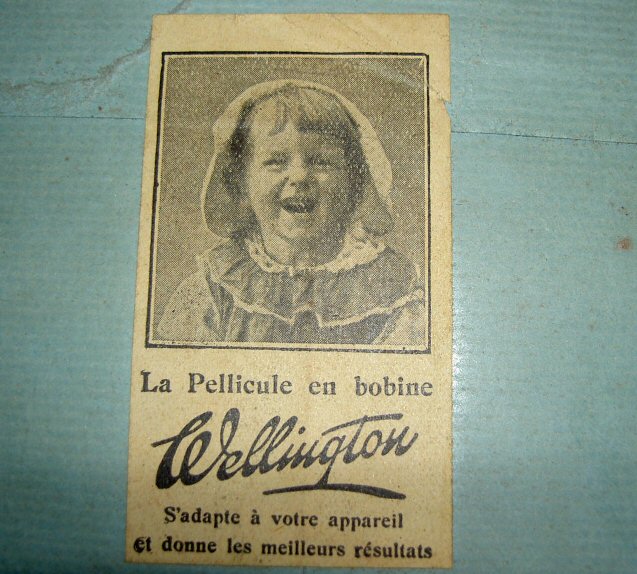 La Pellicule en bobine
Wellington
S'adapte à votre appareil
et donne les meilleurs résultats